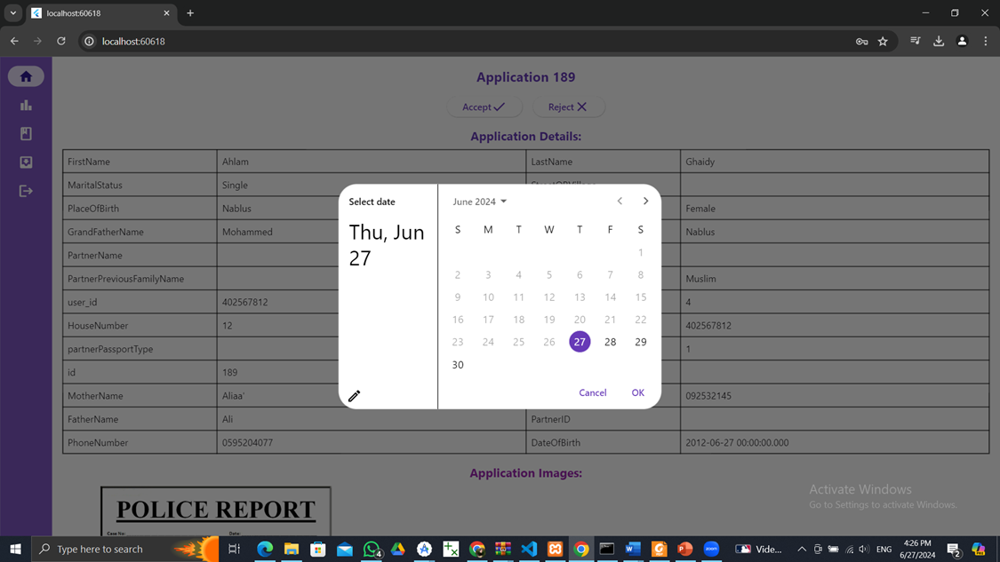 localhost:60618
localhost:60618
Application 189
Accept
Reject
Application Details:
FirstName Ahlam LastName Ghaidy
MaritalStatus Single
PlaceOfBirth Nablus Female
GrandFatherName Mohammed Nablus
PartnerName
PartnerPreviousFamilyName Muslim
user_id 402567812 4
HouseNumber 12 402567812
partnerPassportType 1
id 189
MotherName Aliaa' 092532145
FatherName Ali PartnerID
PhoneNumber 0595204077 DateOfBirth 2012-06-27 00:00:00.000
Select date
Thu, Jun
27
June 2024
S M T W T F S
1
2 3 4 5 6 7 8
9 10 11 12 13 14 15
16 17 18 19 20 21 22
23 24 25 26 27 28 29
30
Cancel OK
Application Images:
POLICE REPORT
Case No: Date:
Activate Windows
Go to Settings to activate Windows.
Type here to search
4
zoom
Vide...
ENG
4:26 PM
6/27/2024
2